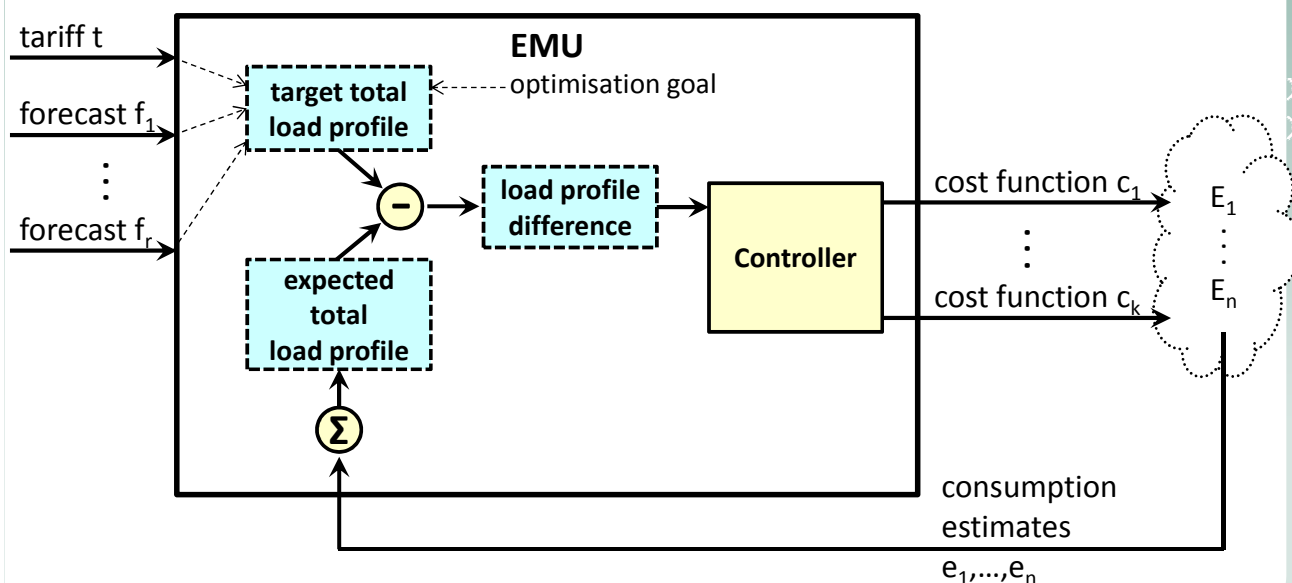 tariff t
EMU
optimisation goal
target total
load profile
forecast f₁
⋮
forecast fᵣ
−
load profile
difference
Controller
cost function c₁
⋮
cost function cₖ
E₁
⋮
Eₙ
expected
total
load profile
Σ
consumption
estimates
e₁,...,eₙ